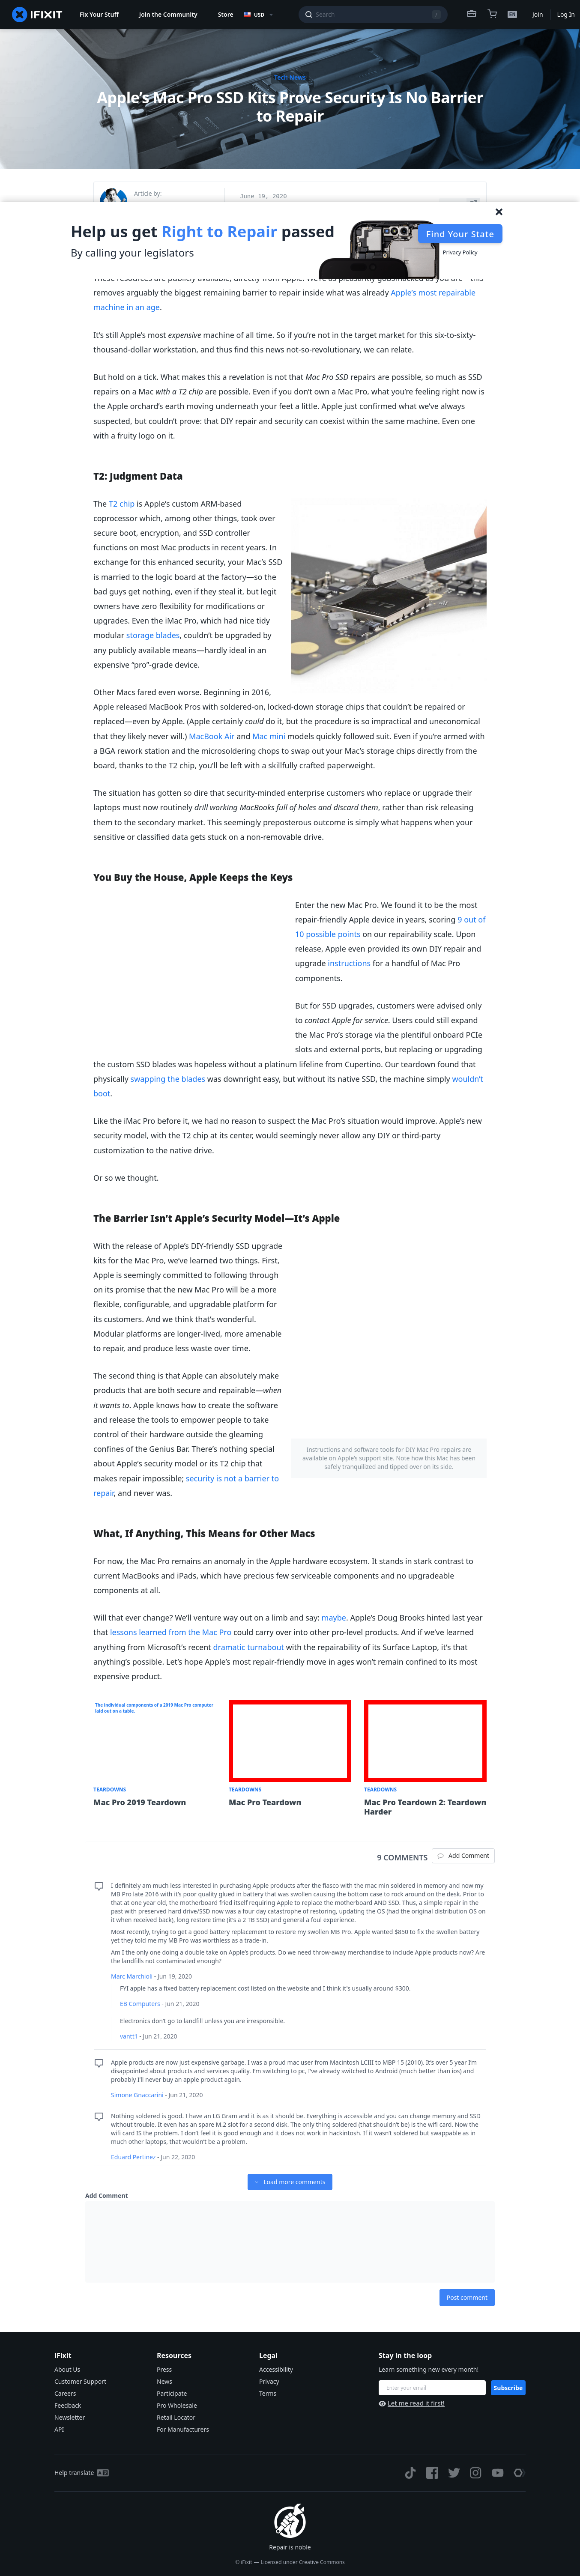 IFIXIT
Fix Your Stuff
Join the Community
Store
USD
Search
/
EN
Join
Log In
Tech News
Apple's Mac Pro SSD Kits Prove Security Is No Barrier
to Repair
Article by:
June 19, 2020
Help us get Right to Repair passed
By calling your legislators
Find Your State
Privacy Policy
removes arguably the biggest remaining barrier to repair inside what was already Apple's most repairable
machine in an age.
It's still Apple's most expensive machine of all time. So if you're not in the target market for this six-to-sixty-
thousand-dollar workstation, and thus find this news not-so-revolutionary, we can relate.
But hold on a tick. What makes this a revelation is not that Mac Pro SSD repairs are possible, so much as SSD
repairs on a Mac with a T2 chip are possible. Even if you don't own a Mac Pro, what you're feeling right now is
the Apple orchard's earth moving underneath your feet a little. Apple just confirmed what we've always
suspected, but couldn't prove: that DIY repair and security can coexist within the same machine. Even one
with a fruity logo on it.
T2: Judgment Data
The T2 chip is Apple's custom ARM-based
coprocessor which, among other things, took over
secure boot, encryption, and SSD controller
functions on most Mac products in recent years. In
exchange for this enhanced security, your Mac's SSD
is married to the logic board at the factory—so the
bad guys get nothing, even if they steal it, but legit
owners have zero flexibility for modifications or
upgrades. Even the iMac Pro, which had nice tidy
modular storage blades, couldn't be upgraded by
any publicly available means—hardly ideal in an
expensive "pro"-grade device.
Other Macs fared even worse. Beginning in 2016,
Apple released MacBook Pros with soldered-on, locked-down storage chips that couldn't be repaired or
replaced—even by Apple. (Apple certainly could do it, but the procedure is so impractical and uneconomical
that they likely never will.) MacBook Air and Mac mini models quickly followed suit. Even if you're armed with
a BGA rework station and the microsoldering chops to swap out your Mac's storage chips directly from the
board, thanks to the T2 chip, you'll be left with a skillfully crafted paperweight.
The situation has gotten so dire that security-minded enterprise customers who replace or upgrade their
laptops must now routinely drill working MacBooks full of holes and discard them, rather than risk releasing
them to the secondary market. This seemingly preposterous outcome is simply what happens when your
sensitive or classified data gets stuck on a non-removable drive.
You Buy the House, Apple Keeps the Keys
Enter the new Mac Pro. We found it to be the most
repair-friendly Apple device in years, scoring 9 out of
10 possible points on our repairability scale. Upon
release, Apple even provided its own DIY repair and
upgrade instructions for a handful of Mac Pro
components.
But for SSD upgrades, customers were advised only
to contact Apple for service. Users could still expand
the Mac Pro's storage via the plentiful onboard PCIe
slots and external ports, but replacing or upgrading
the custom SSD blades was hopeless without a platinum lifeline from Cupertino. Our teardown found that
physically swapping the blades was downright easy, but without its native SSD, the machine simply wouldn't
boot.
Like the iMac Pro before it, we had no reason to suspect the Mac Pro's situation would improve. Apple's new
security model, with the T2 chip at its center, would seemingly never allow any DIY or third-party
customization to the native drive.
Or so we thought.
The Barrier Isn't Apple's Security Model—It's Apple
With the release of Apple's DIY-friendly SSD upgrade
kits for the Mac Pro, we've learned two things. First,
Apple is seemingly committed to following through
on its promise that the new Mac Pro will be a more
flexible, configurable, and upgradable platform for
its customers. And we think that's wonderful.
Modular platforms are longer-lived, more amenable
to repair, and produce less waste over time.
The second thing is that Apple can absolutely make
products that are both secure and repairable—when
it wants to. Apple knows how to create the software
and release the tools to empower people to take
control of their hardware outside the gleaming
confines of the Genius Bar. There's nothing special
about Apple's security model or its T2 chip that
makes repair impossible; security is not a barrier to
repair, and never was.
Instructions and software tools for DIY Mac Pro repairs are
available on Apple's support site. Note how this Mac has been
safely tranquilized and tipped over on its side.
What, If Anything, This Means for Other Macs
For now, the Mac Pro remains an anomaly in the Apple hardware ecosystem. It stands in stark contrast to
current MacBooks and iPads, which have precious few serviceable components and no upgradeable
components at all.
Will that ever change? We'll venture way out on a limb and say: maybe. Apple's Doug Brooks hinted last year
that lessons learned from the Mac Pro could carry over into other pro-level products. And if we've learned
anything from Microsoft's recent dramatic turnabout with the repairability of its Surface Laptop, it's that
anything's possible. Let's hope Apple's most repair-friendly move in ages won't remain confined to its most
expensive product.
The individual components of a 2019 Mac Pro computer
laid out on a table.
TEARDOWNS
Mac Pro 2019 Teardown
TEARDOWNS
Mac Pro Teardown
TEARDOWNS
Mac Pro Teardown 2: Teardown
Harder
9 COMMENTS
Add Comment
I definitely am much less interested in purchasing Apple products after the fiasco with the mac min soldered in memory and now my
MB Pro late 2016 with it's poor quality glued in battery that was swollen causing the bottom case to rock around on the desk. Prior to
that at one year old, the motherboard fried itself requiring Apple to replace the motherboard AND SSD. Thus, a simple repair in the
past with preserved hard drive/SSD now was a four day catastrophe of restoring, updating the OS (had the original distribution OS on
it when received back), long restore time (It's a 2 TB SSD) and general a foul experience.
Most recently, trying to get a good battery replacement to restore my swollen MB Pro. Apple wanted $850 to fix the swollen battery
yet they told me my MB Pro was worthless as a trade-in.
Am I the only one doing a double take on Apple's products. Do we need throw-away merchandise to include Apple products now? Are
the landfills not contaminated enough?
Marc Marchioli - Jun 19, 2020
FYI apple has a fixed battery replacement cost listed on the website and I think it's usually around $300.
EB Computers - Jun 21, 2020
Electronics don't go to landfill unless you are irresponsible.
vantt1 - Jun 21, 2020
Apple products are now just expensive garbage. I was a proud mac user from Macintosh LCIII to MBP 15 (2010). It's over 5 year I'm
disappointed about products and services quality. I'm switching to pc, I've already switched to Android (much better than ios) and
probably I'll never buy an apple product again.
Simone Gnaccarini - Jun 21, 2020
Nothing soldered is good. I have an LG Gram and it is as it should be. Everything is accessible and you can change memory and SSD
without trouble. It even has an spare M.2 slot for a second disk. The only thing soldered (that shouldn't be) is the wifi card. Now the
wifi card IS the problem. I don't feel it is good enough and it does not work in hackintosh. If it wasn't soldered but swappable as in
much other laptops, that wouldn't be a problem.
Eduard Pertinez - Jun 22, 2020
Load more comments
Add Comment
Post comment
iFixit
About Us
Customer Support
Careers
Feedback
Newsletter
API
Resources
Press
News
Participate
Pro Wholesale
Retail Locator
For Manufacturers
Legal
Accessibility
Privacy
Terms
Stay in the loop
Learn something new every month!
Enter your email
Subscribe
Let me read it first!
Help translate
Repair is noble
© iFixit — Licensed under Creative Commons